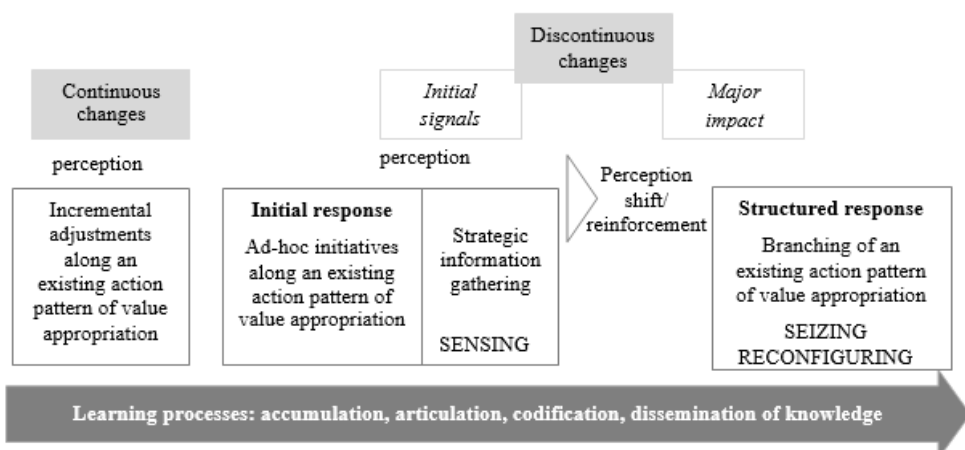 Discontinuous
changes
Continuous
changes
Initial
signals
Major
impact
perception
perception
Perception
shift/
reinforcement
Incremental
adjustments
along an
existing action
pattern of value
appropriation
Initial response
Ad-hoc initiatives
along an existing
action pattern of
value appropriation
Strategic
information
gathering
SENSING
Structured response
Branching of an
existing action pattern
of value appropriation
SEIZING
RECONFIGURING
Learning processes: accumulation, articulation, codification, dissemination of knowledge